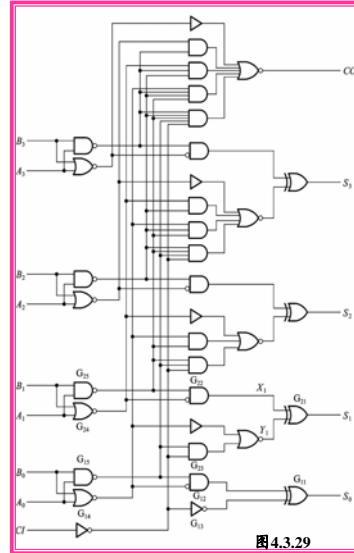 CO
B₃
A₃
S₃
B₂
A₂
S₂
G₂₅
G₂₂
X₁
G₂₁
B₁
S₁
A₁
G₂₄
Y₁
G₁₅
G₂₃
G₁₁
B₀
G₁₂
S₀
A₀
G₁₄
G₁₃
CI
图4.3.29